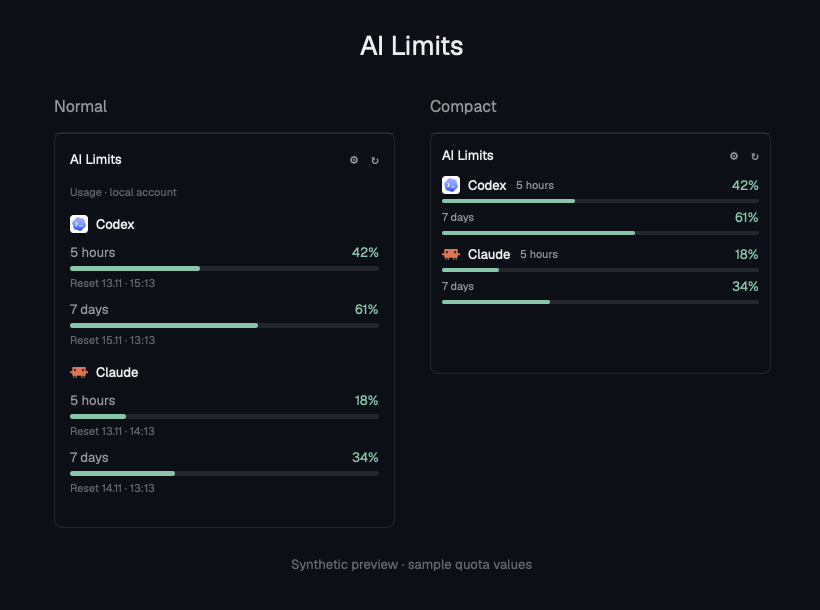 AI Limits
Normal
AI Limits
Usage · local account
Codex
5 hours 42%
Reset 13.11 · 15:13
7 days 61%
Reset 15.11 · 13:13
Claude
5 hours 18%
Reset 13.11 · 14:13
7 days 34%
Reset 14.11 · 13:13
Compact
AI Limits
Codex 5 hours 42%
7 days 61%
Claude 5 hours 18%
7 days 34%
Synthetic preview · sample quota values